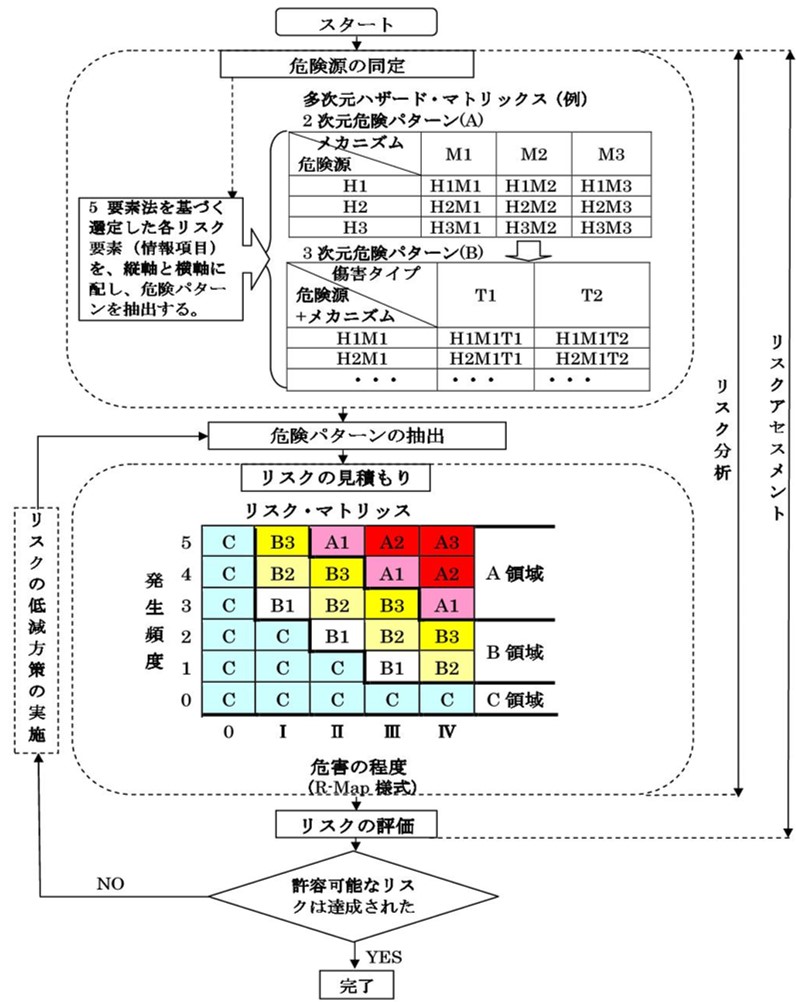 スタート
危険源の同定
多次元ハザード・マトリックス（例）
2 次元危険パターン(A)
メカニズム
危険源
M1 M2 M3
H1 H1M1 H1M2 H1M3
H2 H2M1 H2M2 H2M3
H3 H3M1 H3M2 H3M3
5 要素法を基づく
選定した各リスク
要素（情報項目）
を、縦軸と横軸に
配し、危険パター
ンを抽出する。
3 次元危険パターン(B)
傷害タイプ
危険源
+メカニズム
T1 T2
H1M1 H1M1T1 H1M1T2
H2M1 H2M1T1 H2M1T2
・・・ ・・・ ・・・
リスク分析
リスクアセスメント
危険パターンの抽出
リスクの見積もり
リスク・マトリッス
発生頻度
5 C B3 A1 A2 A3
4 C B2 B3 A1 A2
A 領域
3 C B1 B2 B3 A1
2 C C B1 B2 B3
B 領域
1 C C C B1 B2
0 C C C C C C 領域
0 Ⅰ Ⅱ Ⅲ Ⅳ
危害の程度
（R-Map 様式）
リスクの低減方策の実施
リスクの評価
許容可能なリス
クは達成された
NO
YES
完了